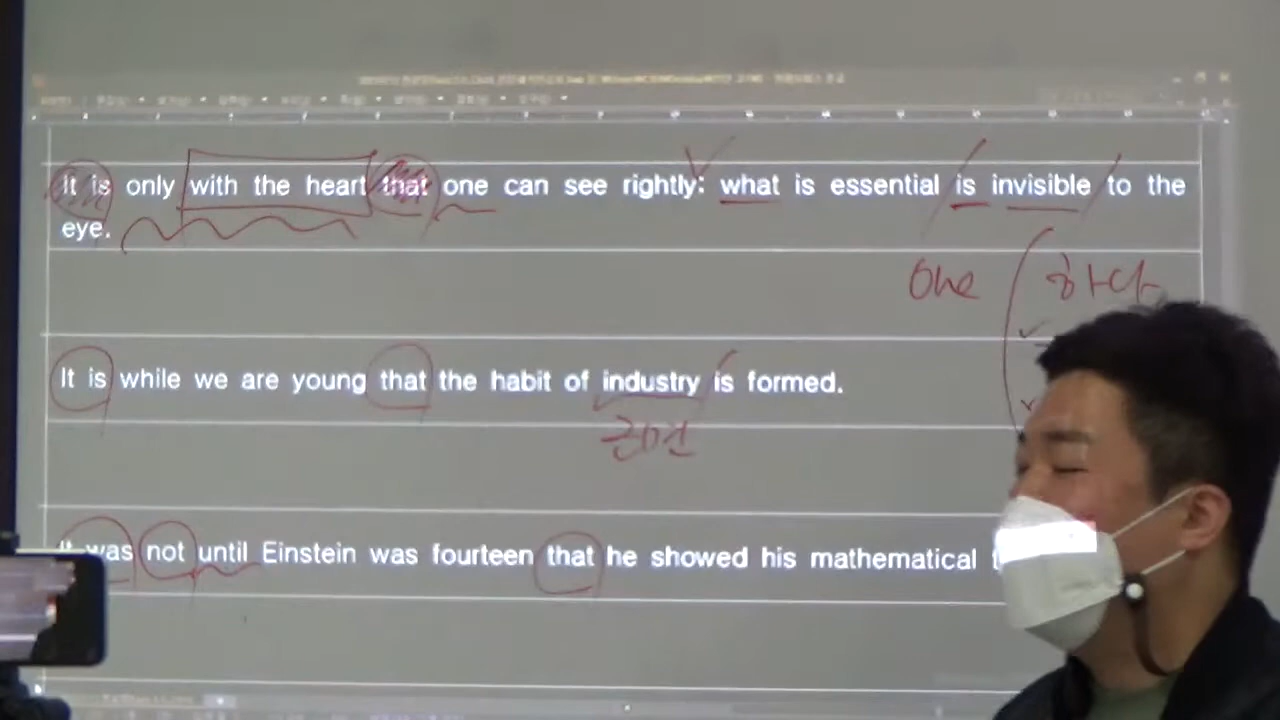 It is only with the heart that one can see rightly: what is essential is invisible to the
eye.
one
It is while we are young that the habit of industry is formed.
근면
It was not until Einstein was fourteen that he showed his mathematical